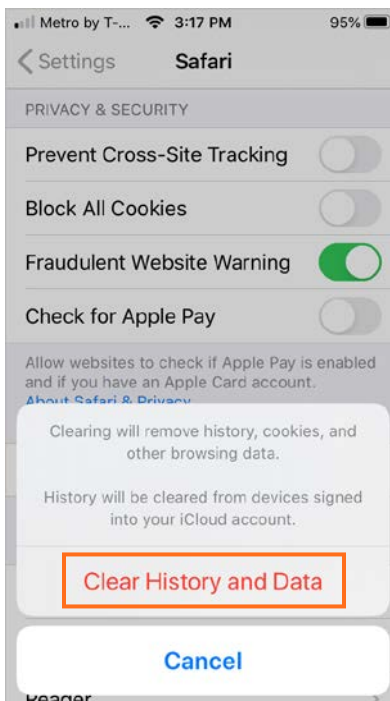 Metro by T-... 3:17 PM 95%
Settings Safari
PRIVACY & SECURITY
Prevent Cross-Site Tracking
Block All Cookies
Fraudulent Website Warning
Check for Apple Pay
Allow websites to check if Apple Pay is enabled
and if you have an Apple Card account.
About Safari & Privacy
Clearing will remove history, cookies, and
other browsing data.
History will be cleared from devices signed
into your iCloud account.
Clear History and Data
Cancel
Reader